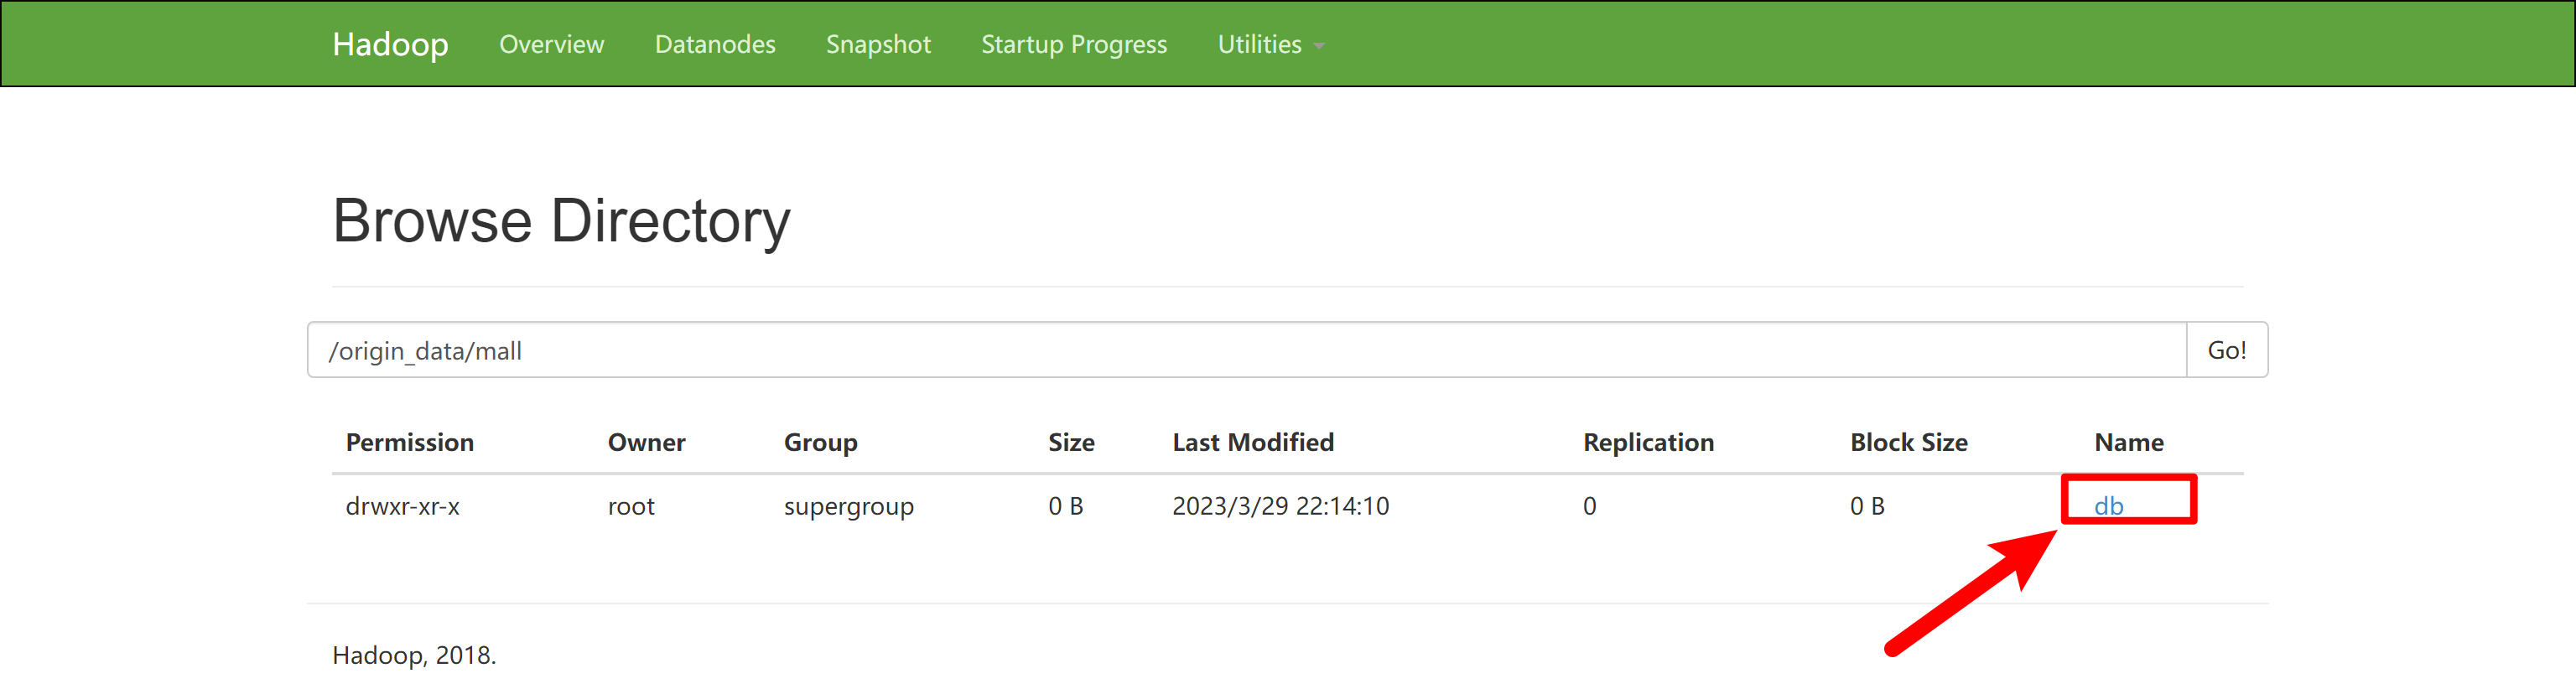 Hadoop Overview Datanodes Snapshot Startup Progress Utilities
Browse Directory
/origin_data/mall Go!
Permission Owner Group Size Last Modified Replication Block Size Name
drwxr-xr-x root supergroup 0 B 2023/3/29 22:14:10 0 0 B db
Hadoop, 2018.